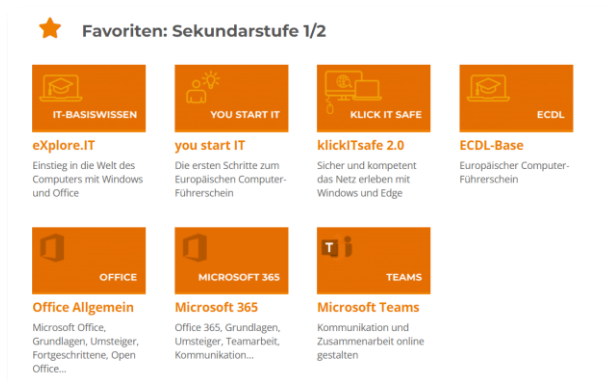 Favoriten: Sekundarstufe 1/2
IT-BASISWISSEN
eXplore.IT
Einstieg in die Welt des
Computers mit Windows
und Office
YOU START IT
you start IT
Die ersten Schritte zum
Europäischen Computer-
Führerschein
KLICK IT SAFE
klickITsafe 2.0
Sicher und kompetent
das Netz erleben mit
Windows und Edge
ECDL
ECDL-Base
Europäischer Computer-
Führerschein
OFFICE
Office Allgemein
Microsoft Office,
Grundlagen, Umsteiger,
Fortgeschrittene, Open
Office...
MICROSOFT 365
Microsoft 365
Office 365, Grundlagen,
Umsteiger, Teamarbeit,
Kommunikation...
T
TEAMS
Microsoft Teams
Kommunikation und
Zusammenarbeit online
gestalten